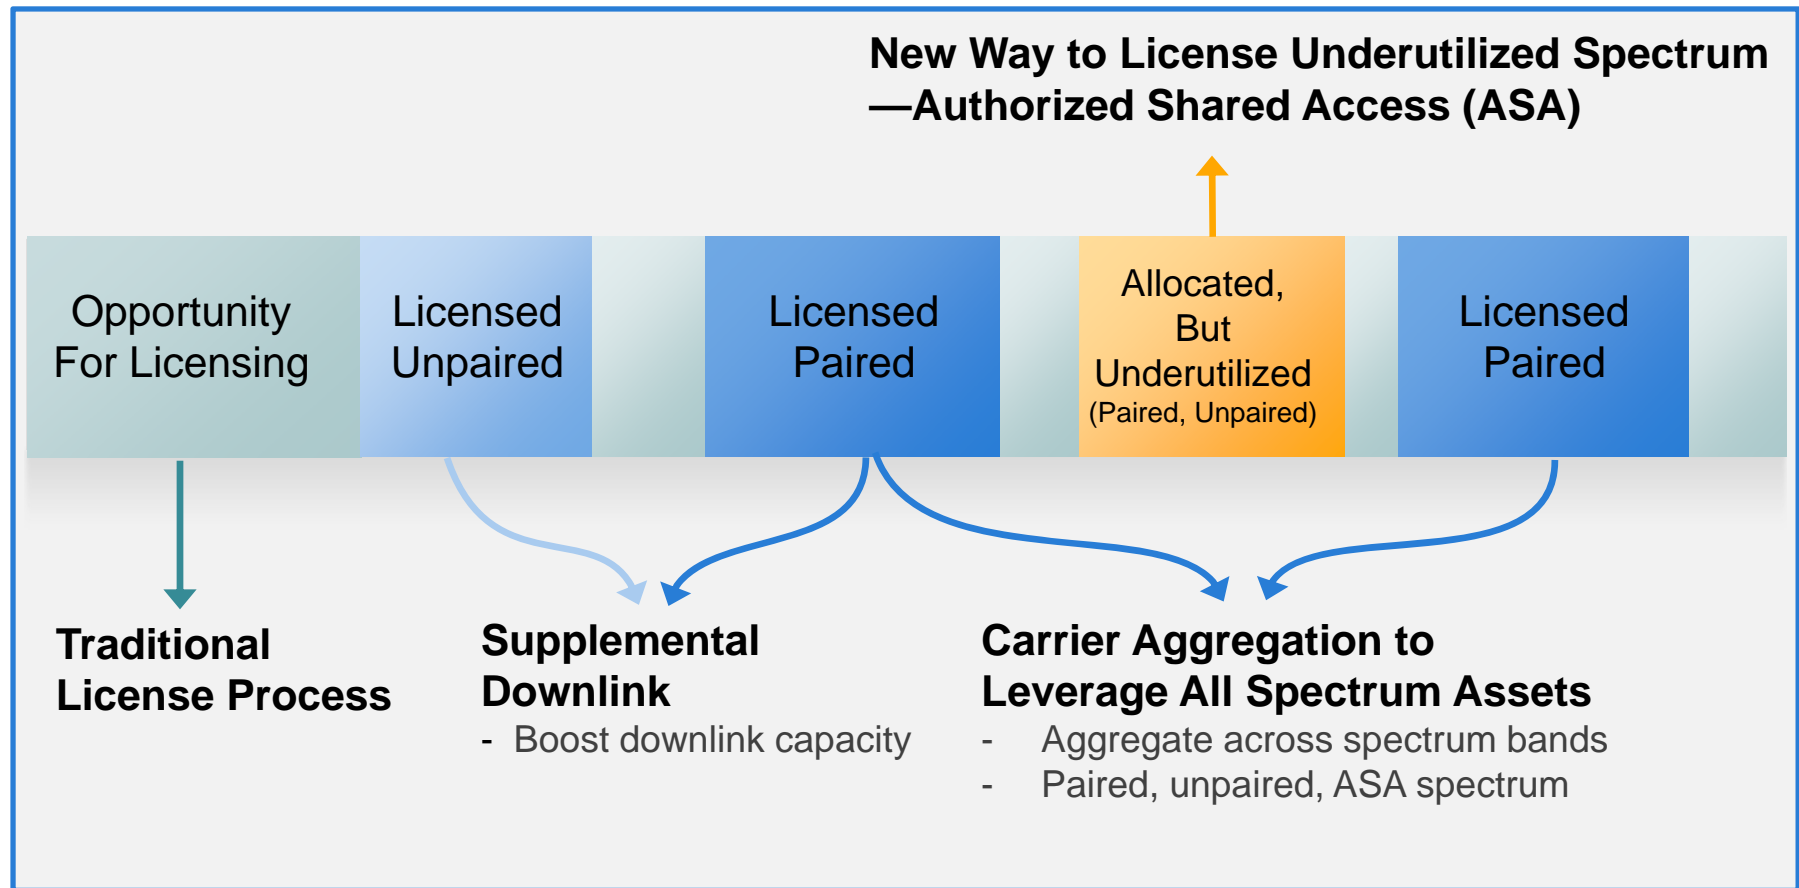 New Way to License Underutilized Spectrum
—Authorized Shared Access (ASA)
Opportunity
For Licensing
Licensed
Unpaired
Licensed
Paired
Allocated,
But
Underutilized
(Paired, Unpaired)
Licensed
Paired
Traditional
License Process
Supplemental
Downlink
- Boost downlink capacity
Carrier Aggregation to
Leverage All Spectrum Assets
- Aggregate across spectrum bands
- Paired, unpaired, ASA spectrum